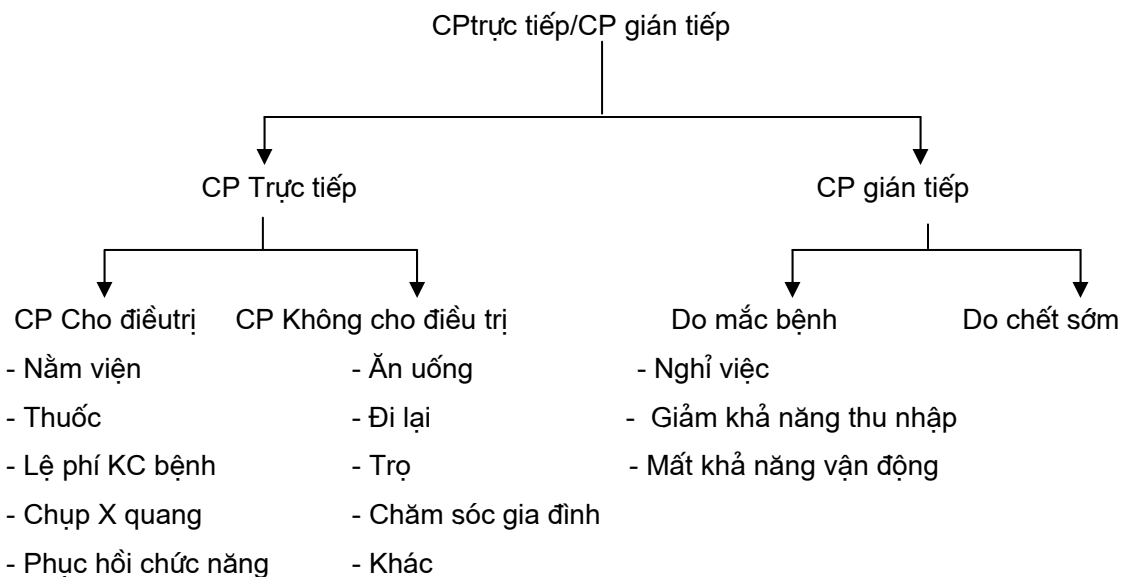 CPtrực tiếp/CP gián tiếp
CP Trực tiếp
CP gián tiếp
CP Cho điềutrị
CP Không cho điều trị
Do mắc bệnh
Do chết sớm
- Nằm viện
- Ăn uống
- Nghỉ việc
- Thuốc
- Đi lại
- Giảm khả năng thu nhập
- Lệ phí KC bệnh
- Trọ
- Mất khả năng vận động
- Chụp X quang
- Chăm sóc gia đình
- Phục hồi chức năng
- Khác